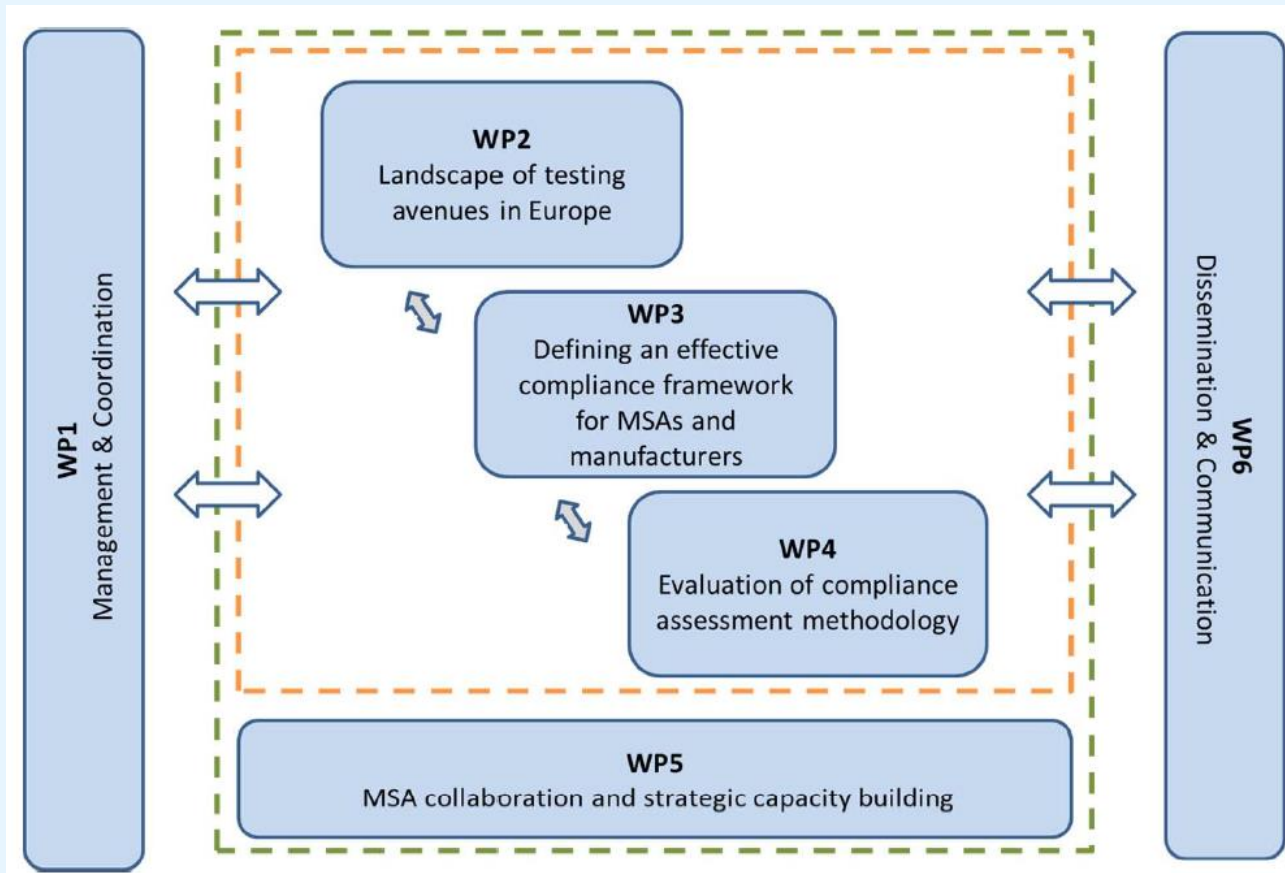 WP1
Management & Coordination
WP2
Landscape of testing
avenues in Europe
WP3
Defining an effective
compliance framework
for MSAs and
manufacturers
WP4
Evaluation of compliance
assessment methodology
WP5
MSA collaboration and strategic capacity building
WP6
Dissemination & Communication